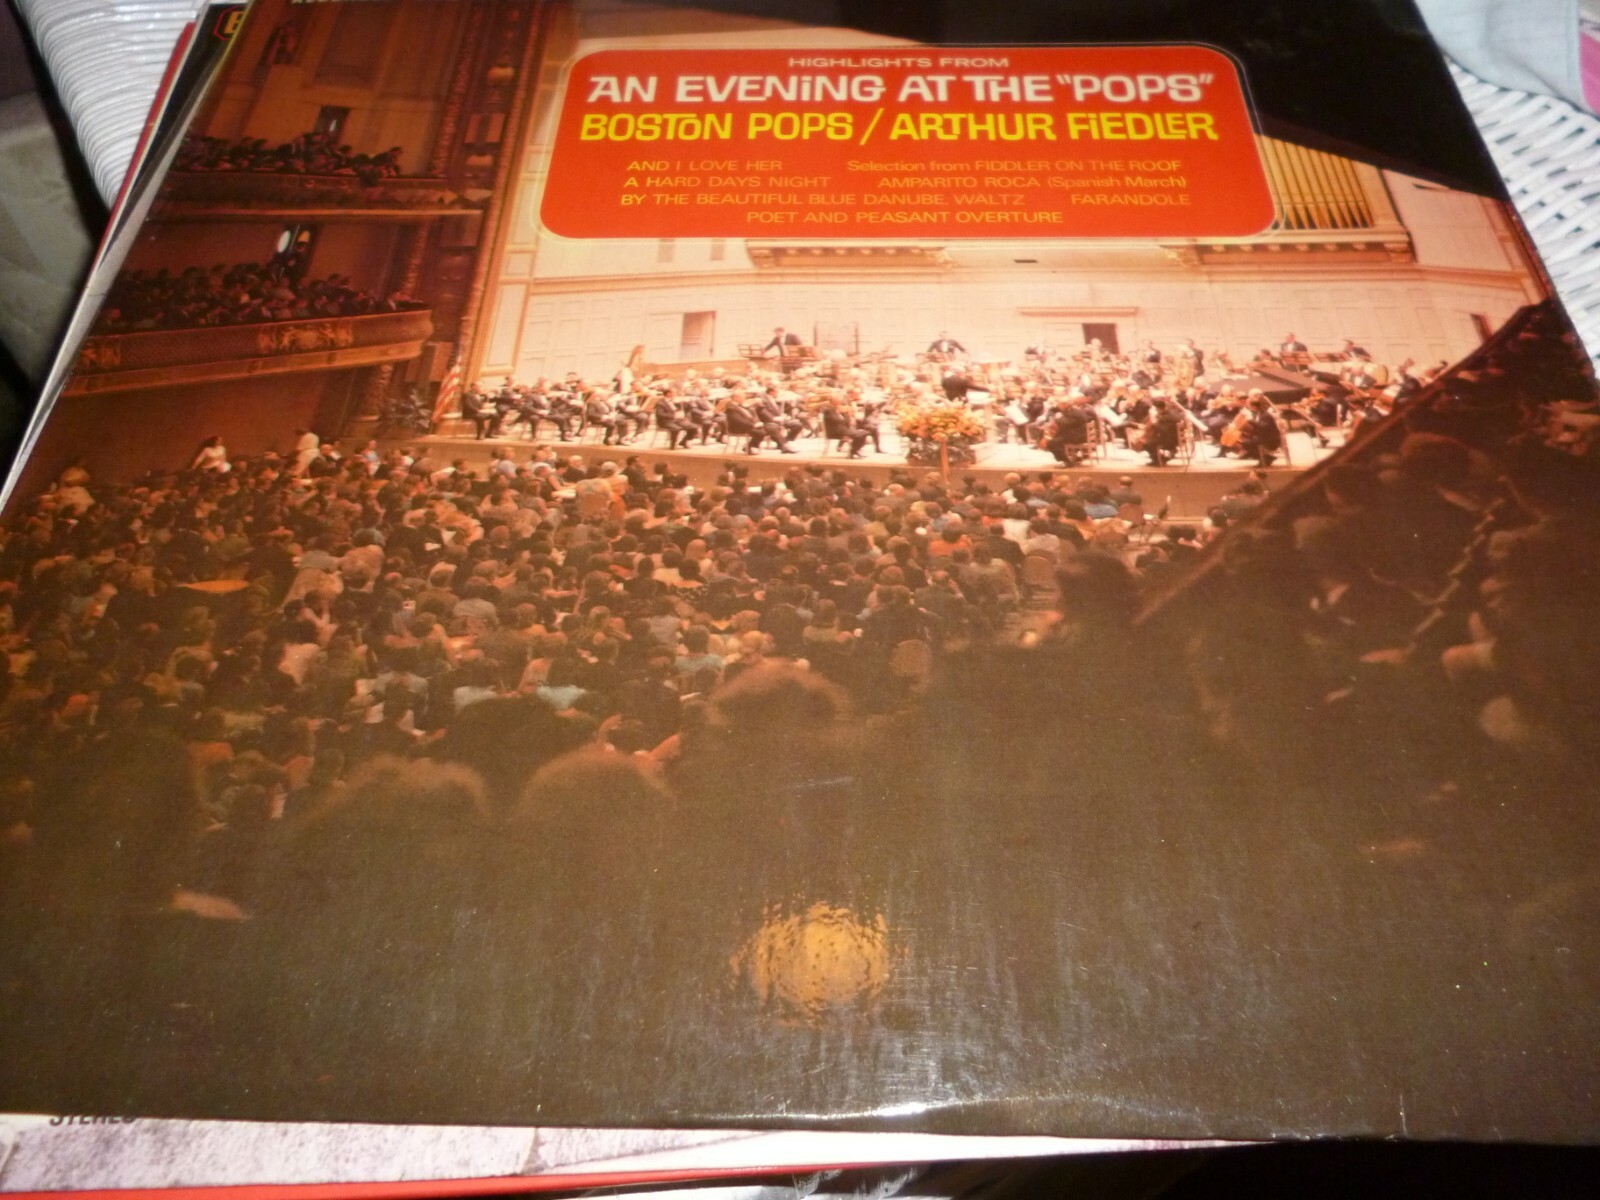 HIGHLIGHTS FROM
AN EVENING AT THE "POPS"
BOSTON POPS / ARTHUR FIEDLER
AND I LOVE HER Selection from FIDDLER ON THE ROOF
A HARD DAYS NIGHT AMPARITO ROCA (Spanish March)
BY THE BEAUTIFUL BLUE DANUBE, WALTZ FARANDOLE
POET AND PEASANT OVERTURE
STEREO